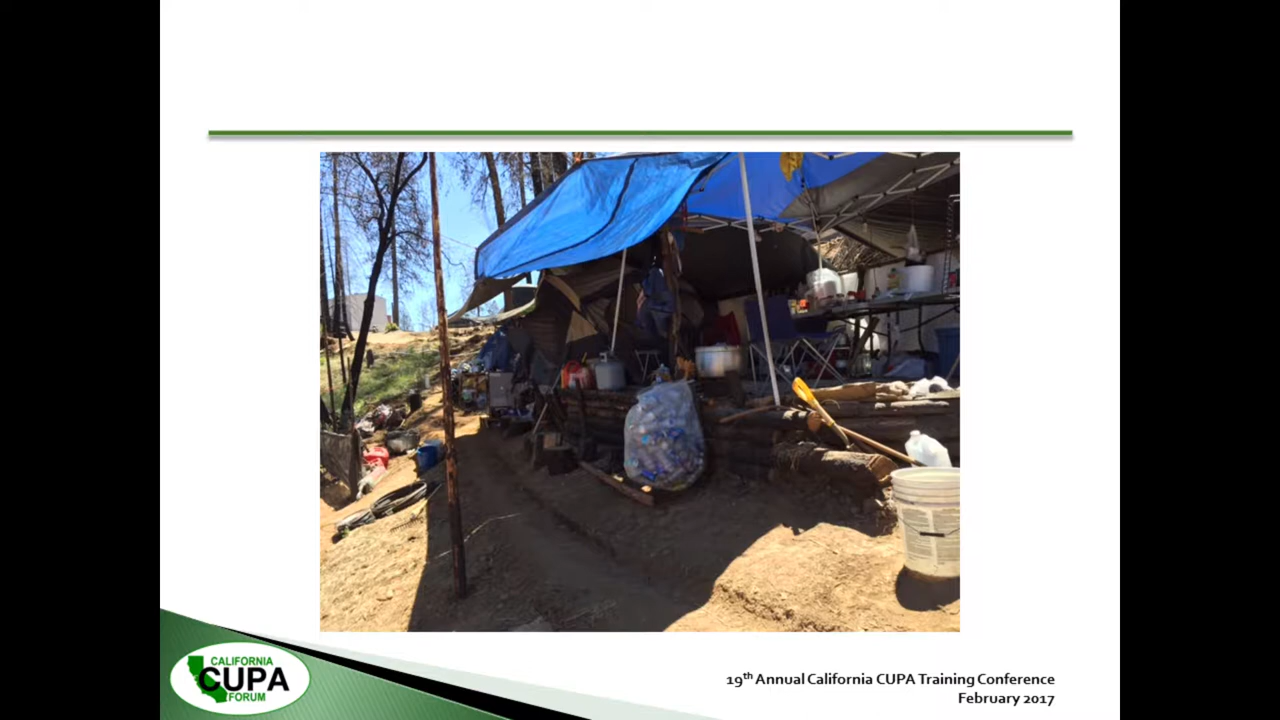 CALIFORNIA
CUPA
FORUM
19th Annual California CUPA Training Conference
February 2017